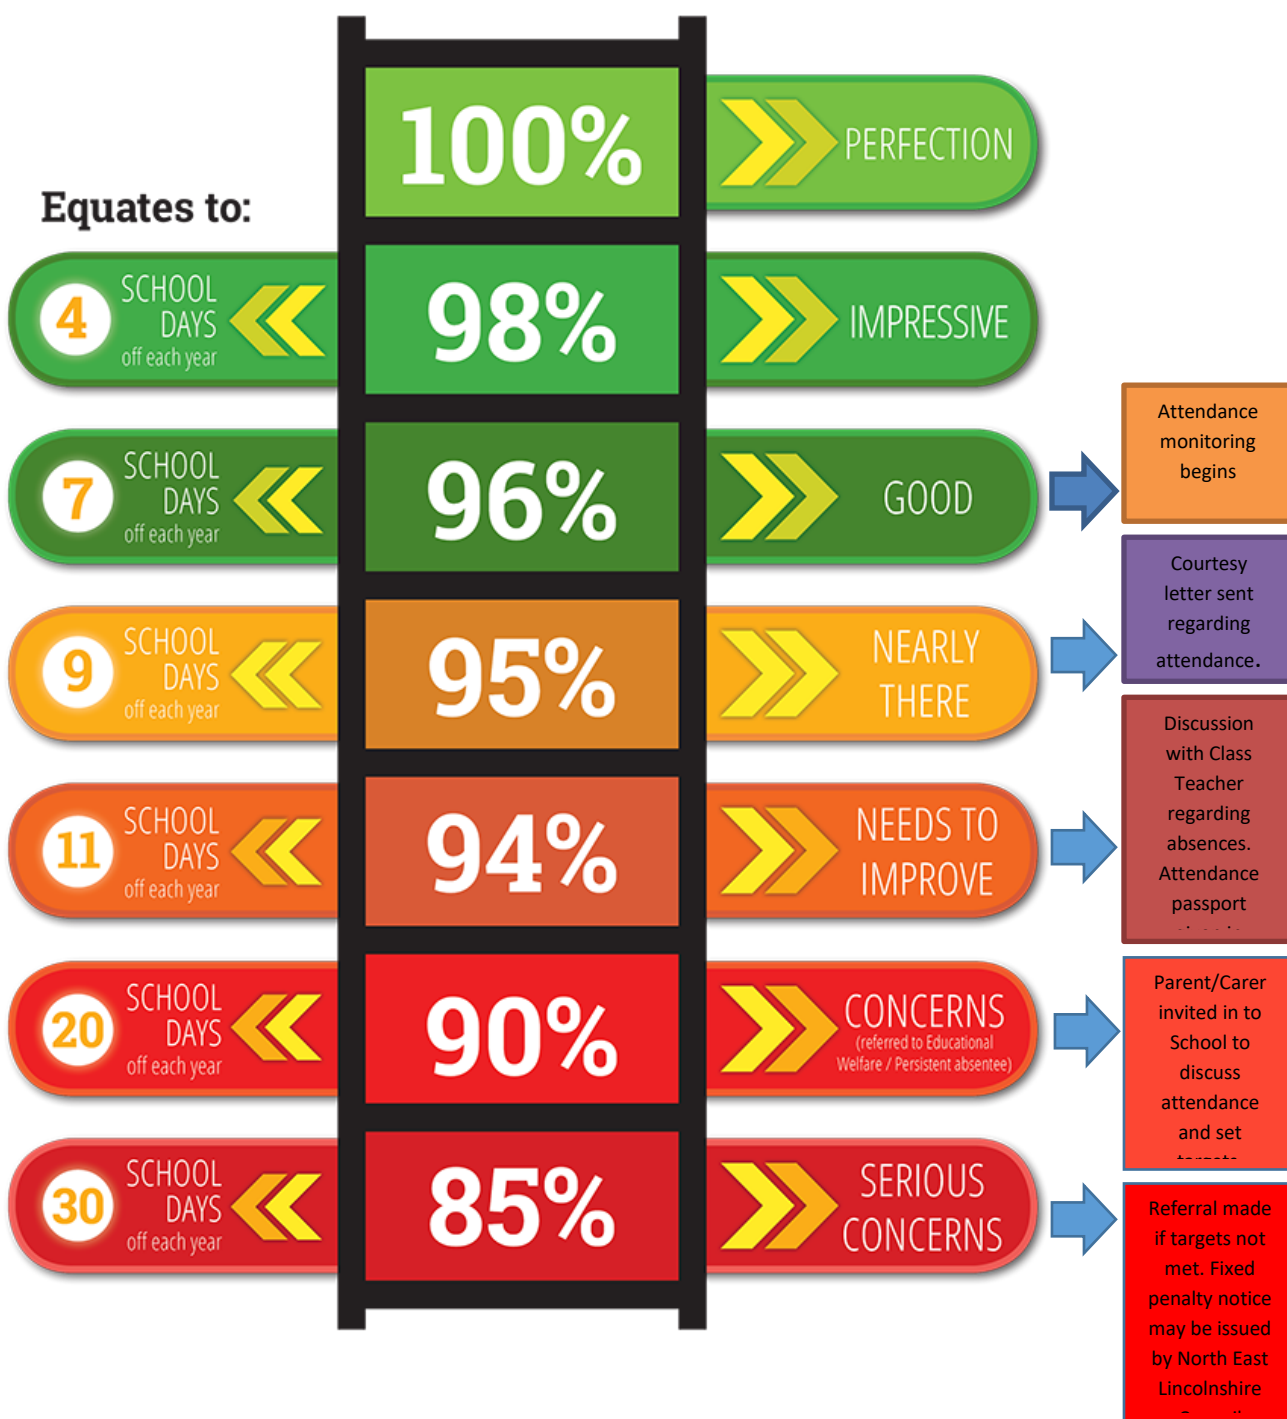 100%
PERFECTION
Equates to:
4
SCHOOL
DAYS
off each year
98%
IMPRESSIVE
7
SCHOOL
DAYS
off each year
96%
GOOD
Attendance
monitoring
begins
9
SCHOOL
DAYS
off each year
95%
NEARLY
THERE
Courtesy
letter sent
regarding
attendance.
11
SCHOOL
DAYS
off each year
94%
NEEDS TO
IMPROVE
Discussion
with Class
Teacher
regarding
absences.
Attendance
passport
20
SCHOOL
DAYS
off each year
90%
CONCERNS
(referred to Educational
Welfare / Persistent absentee)
Parent/Carer
invited in to
School to
discuss
attendance
and set
30
SCHOOL
DAYS
off each year
85%
SERIOUS
CONCERNS
Referral made
if targets not
met. Fixed
penalty notice
may be issued
by North East
Lincolnshire